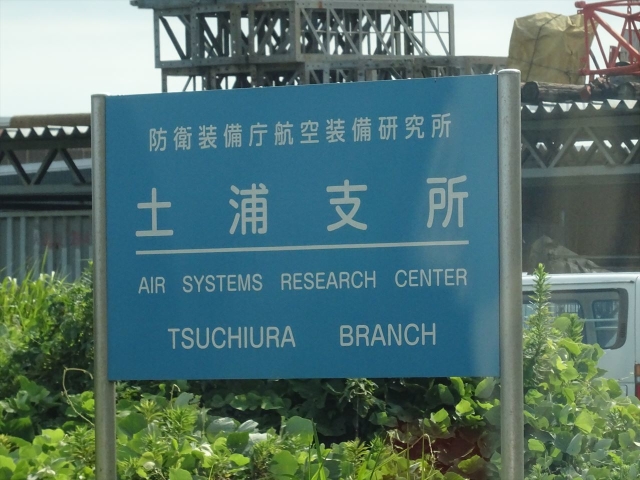 防衛装備庁航空装備研究所
土浦支所
AIR SYSTEMS RESEARCH CENTER
TSUCHIURA BRANCH